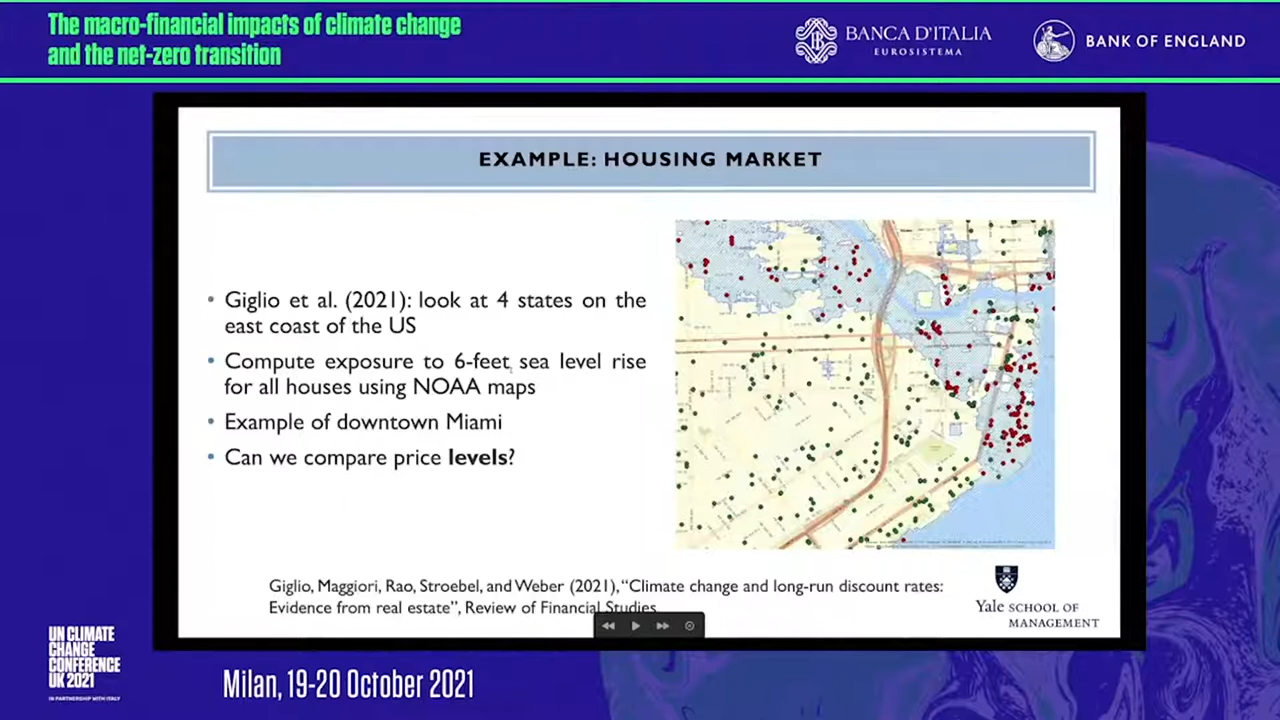 The macro-financial impacts of climate change
and the net-zero transition
BANCA D'ITALIA
EUROSISTEMA
BANK OF ENGLAND
EXAMPLE: HOUSING MARKET
• Giglio et al. (2021): look at 4 states on the
east coast of the US
• Compute exposure to 6-feet sea level rise
for all houses using NOAA maps
• Example of downtown Miami
• Can we compare price levels?
Giglio, Maggiori, Rao, Stroebel, and Weber (2021), “Climate change and long-run discount rates:
Evidence from real estate”, Review of Financial Studies
Yale SCHOOL OF
MANAGEMENT
UN CLIMATE
CHANGE
CONFERENCE
UK 2021
IN PARTNERSHIP WITH ITALY
Milan, 19-20 October 2021